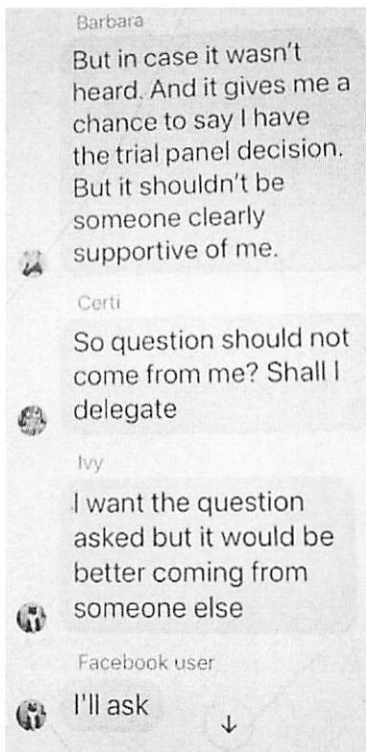 Barbara
But in case it wasn't
heard. And it gives me a
chance to say I have
the trial panel decision.
But it shouldn't be
someone clearly
supportive of me.
Certi
So question should not
come from me? Shall I
delegate
Ivy
I want the question
asked but it would be
better coming from
someone else
Facebook user
I'll ask